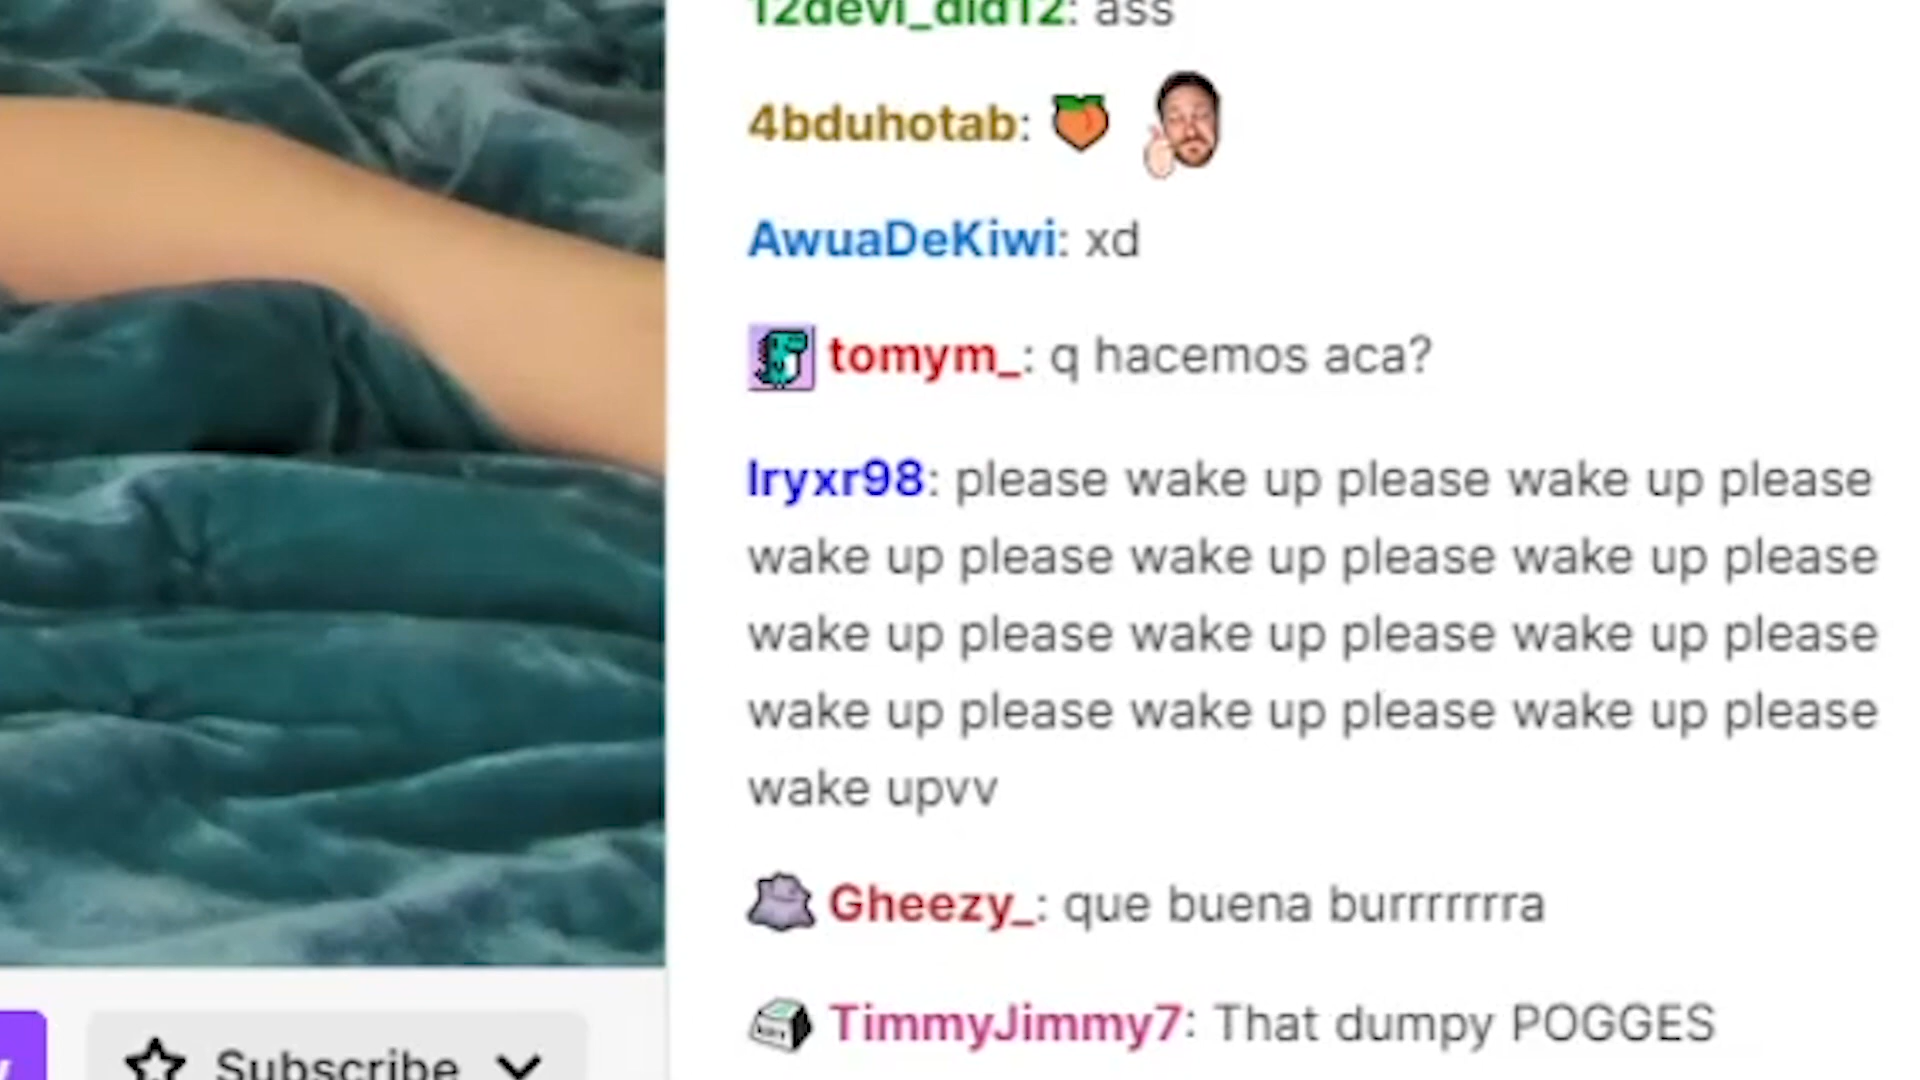 12devi_did12: ass
4bduhotab:
AwuaDeKiwi: xd
tomym_: q hacemos aca?
lryxr98: please wake up please wake up please
wake up please wake up please wake up please
wake up please wake up please wake up please
wake up please wake up please wake up please
wake upvv
Gheezy_: que buena burrrrrrra
TimmyJimmy7: That dumpy POGGES
Subscribe